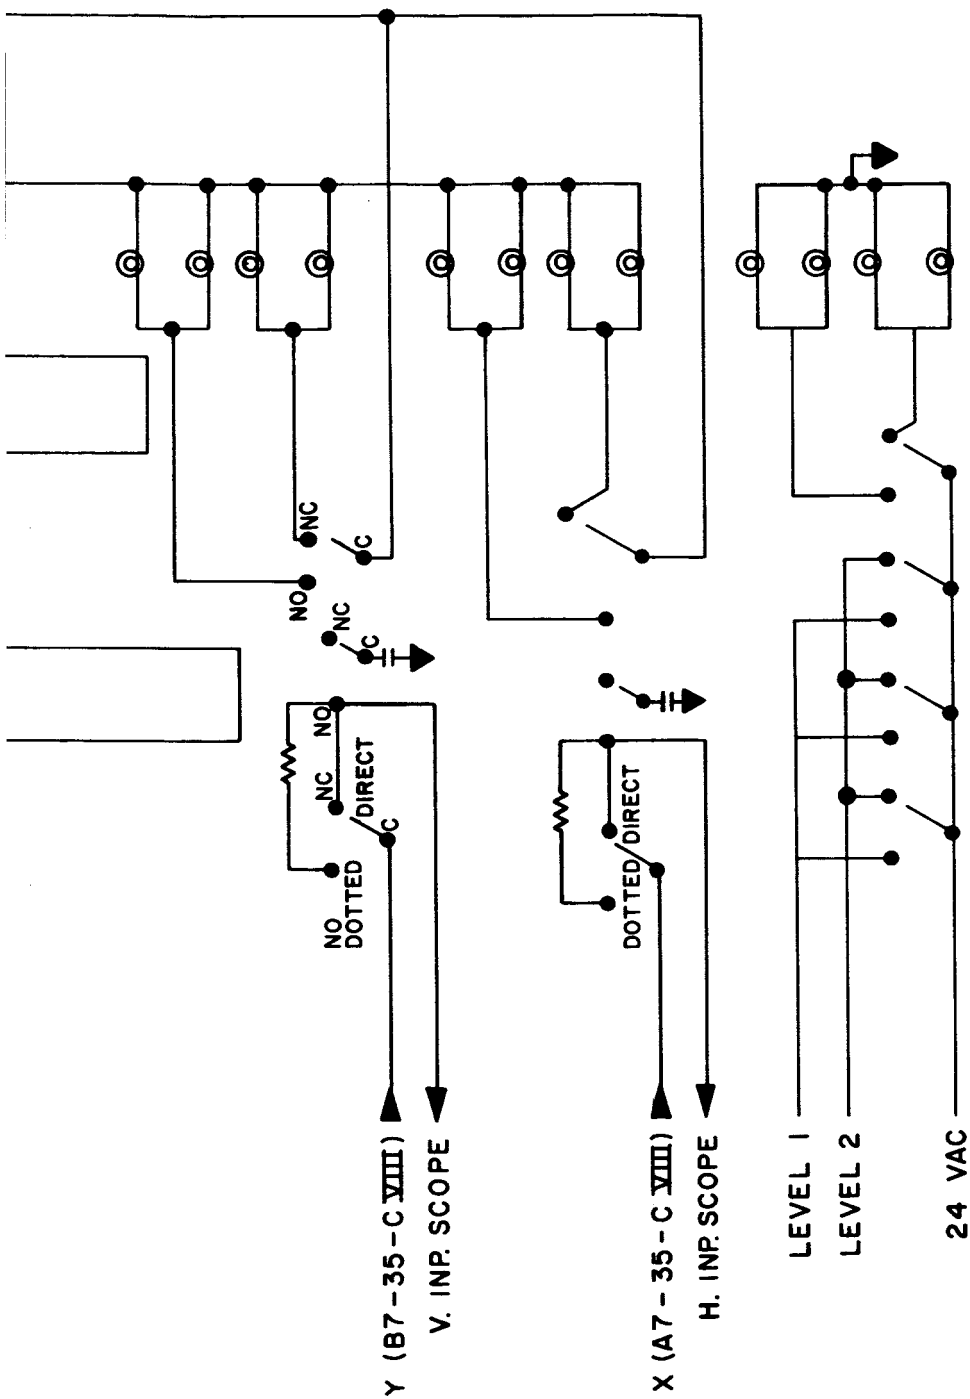 NC
C
NO
NC
C
NO
NC
DIRECT
C
NO
DOTTED
DOTTED/DIRECT
Y (B7-35-C VIII)
V. INP. SCOPE
X (A7-35-C VIII)
H. INP. SCOPE
LEVEL 1
LEVEL 2
24 VAC